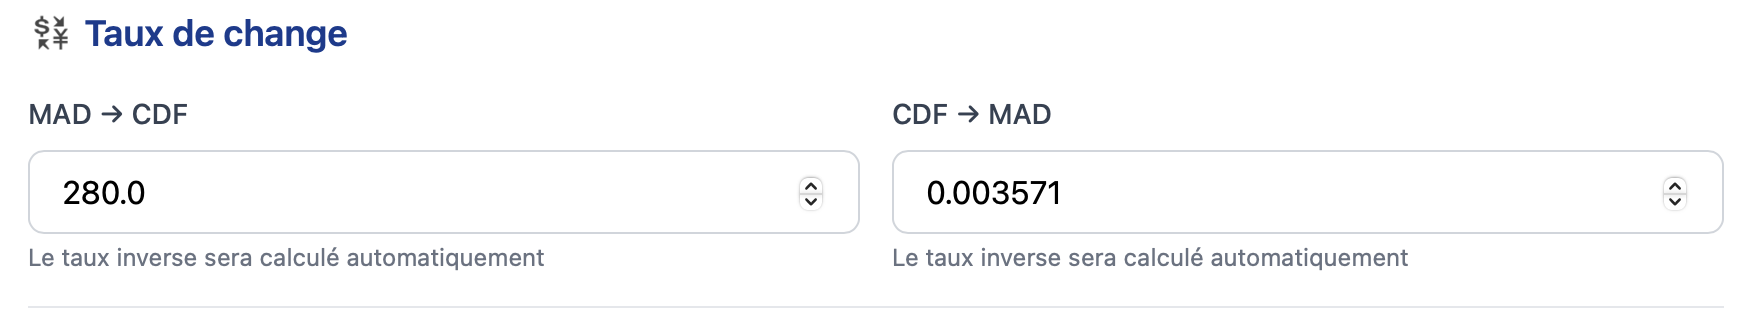 Taux de change
MAD → CDF
CDF → MAD
280.0
0.003571
Le taux inverse sera calculé automatiquement
Le taux inverse sera calculé automatiquement